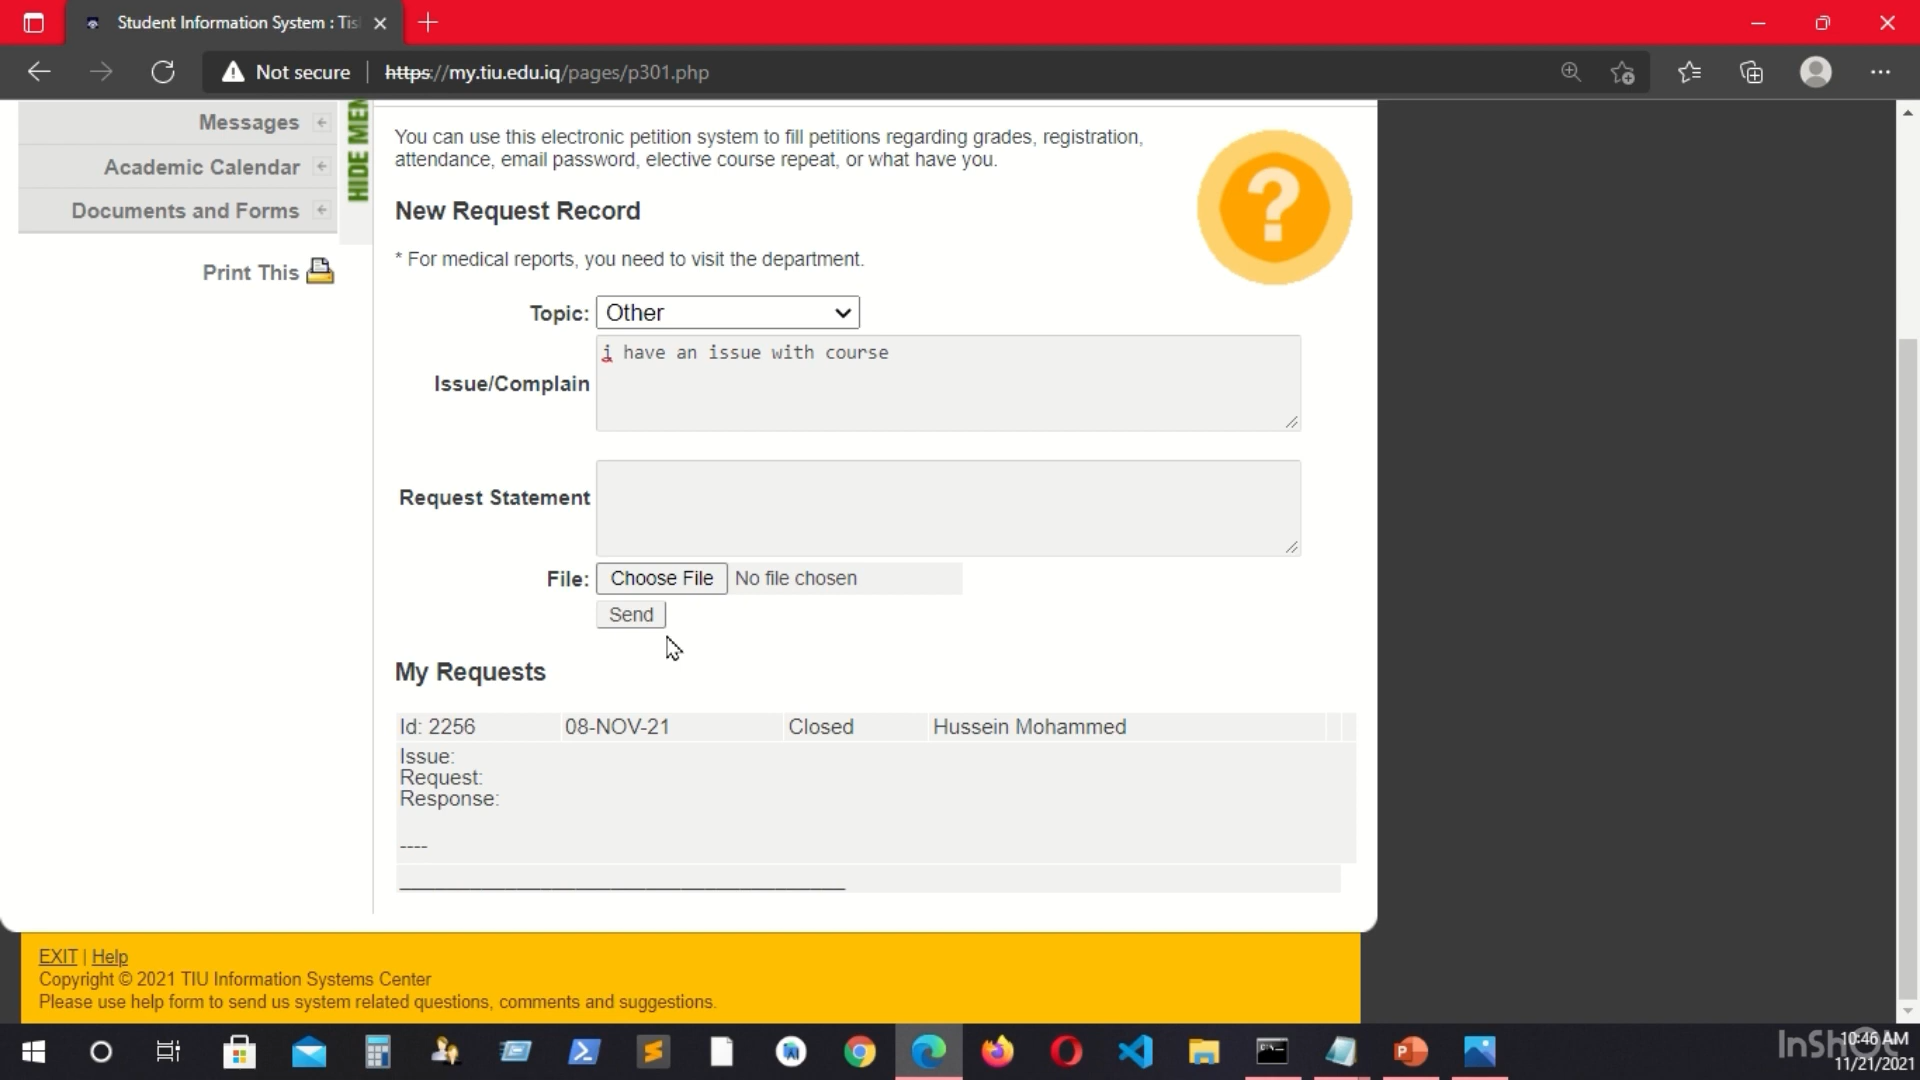 Student Information System : Tis
Not secure
https://my.tiu.edu.iq/pages/p301.php
Messages
Academic Calendar
Documents and Forms
Print This
HIDE MEN
You can use this electronic petition system to fill petitions regarding grades, registration,
attendance, email password, elective course repeat, or what have you.
New Request Record
* For medical reports, you need to visit the department.
Topic: Other
Issue/Complain
i have an issue with course
Request Statement
File: Choose File No file chosen
Send
My Requests
Id: 2256 08-NOV-21 Closed Hussein Mohammed
Issue:
Request:
Response:
----
EXIT | Help
Copyright © 2021 TIU Information Systems Center
Please use help form to send us system related questions, comments and suggestions.
InShOt
10:46 AM
11/21/2021